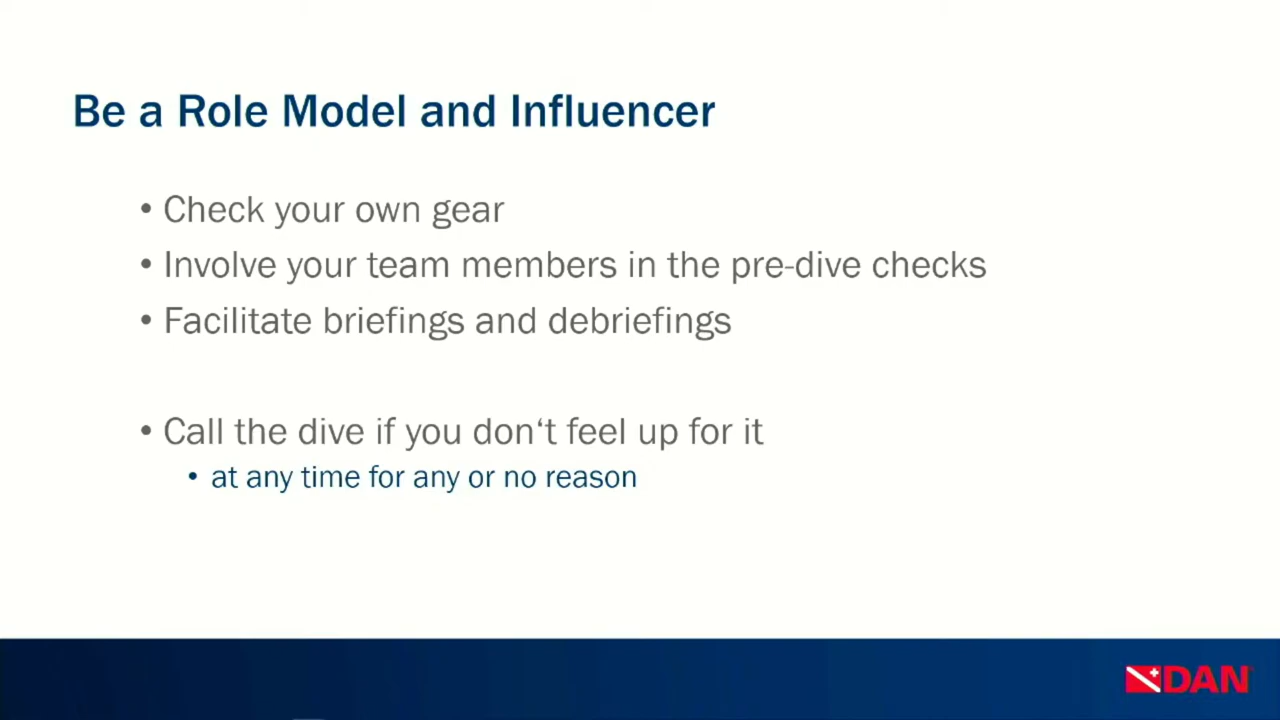 Be a Role Model and Influencer
• Check your own gear
• Involve your team members in the pre-dive checks
• Facilitate briefings and debriefings
• Call the dive if you don‘t feel up for it
• at any time for any or no reason
DAN